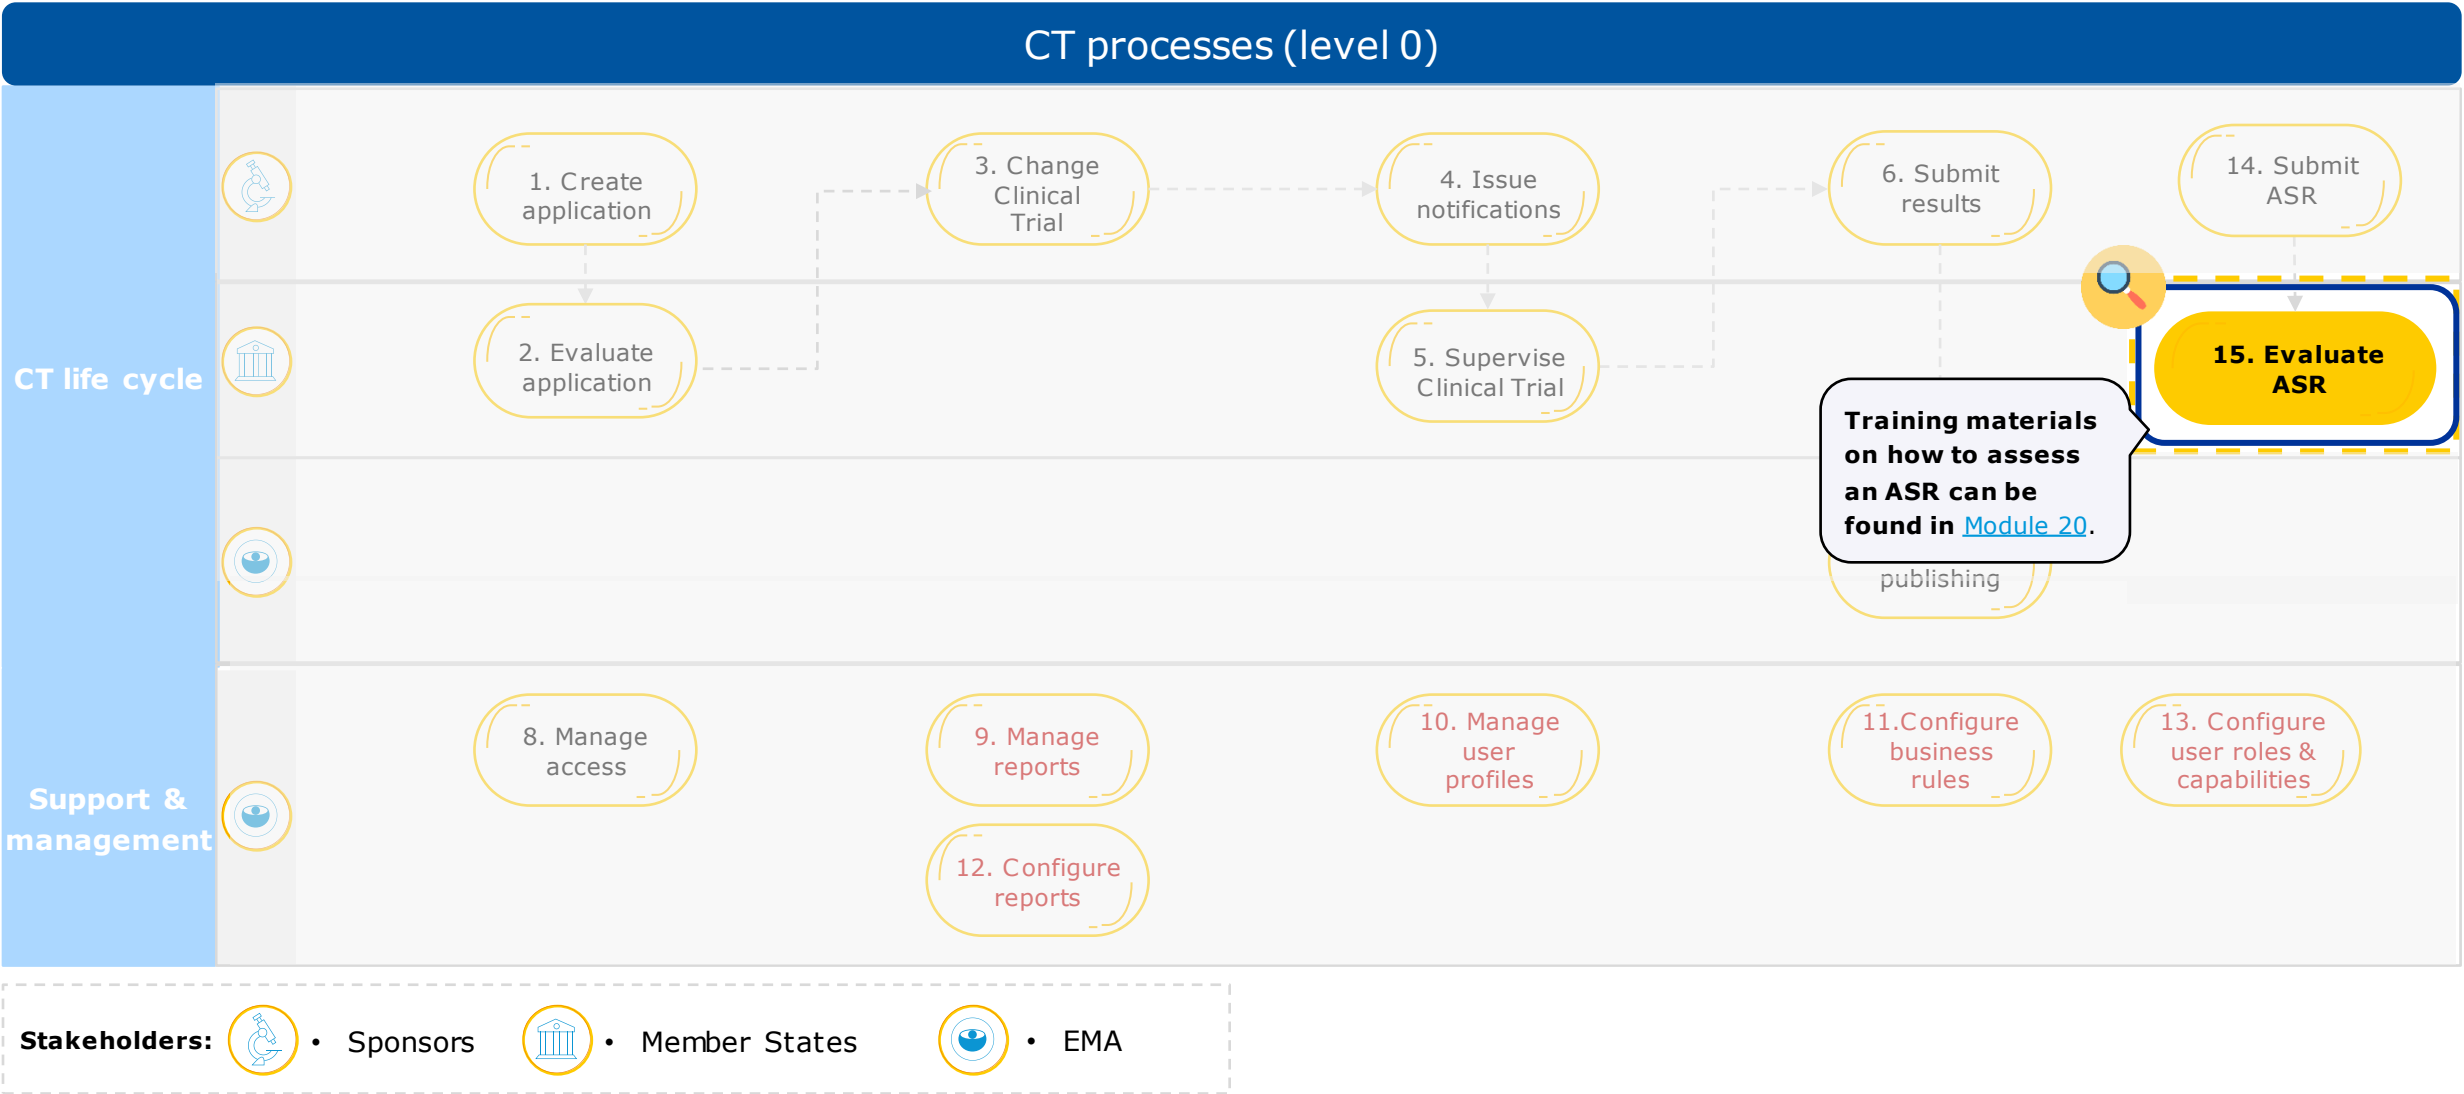 CT processes (level 0)
CT life cycle
1. Create
application
3. Change
Clinical
Trial
4. Issue
notifications
6. Submit
results
14. Submit
ASR
2. Evaluate
application
5. Supervise
Clinical Trial
15. Evaluate
ASR
Training materials
on how to assess
an ASR can be
found in Module 20.
publishing
Support &
management
8. Manage
access
9. Manage
reports
10. Manage
user
profiles
11.Configure
business
rules
13. Configure
user roles &
capabilities
12. Configure
reports
Stakeholders:
• Sponsors
• Member States
• EMA